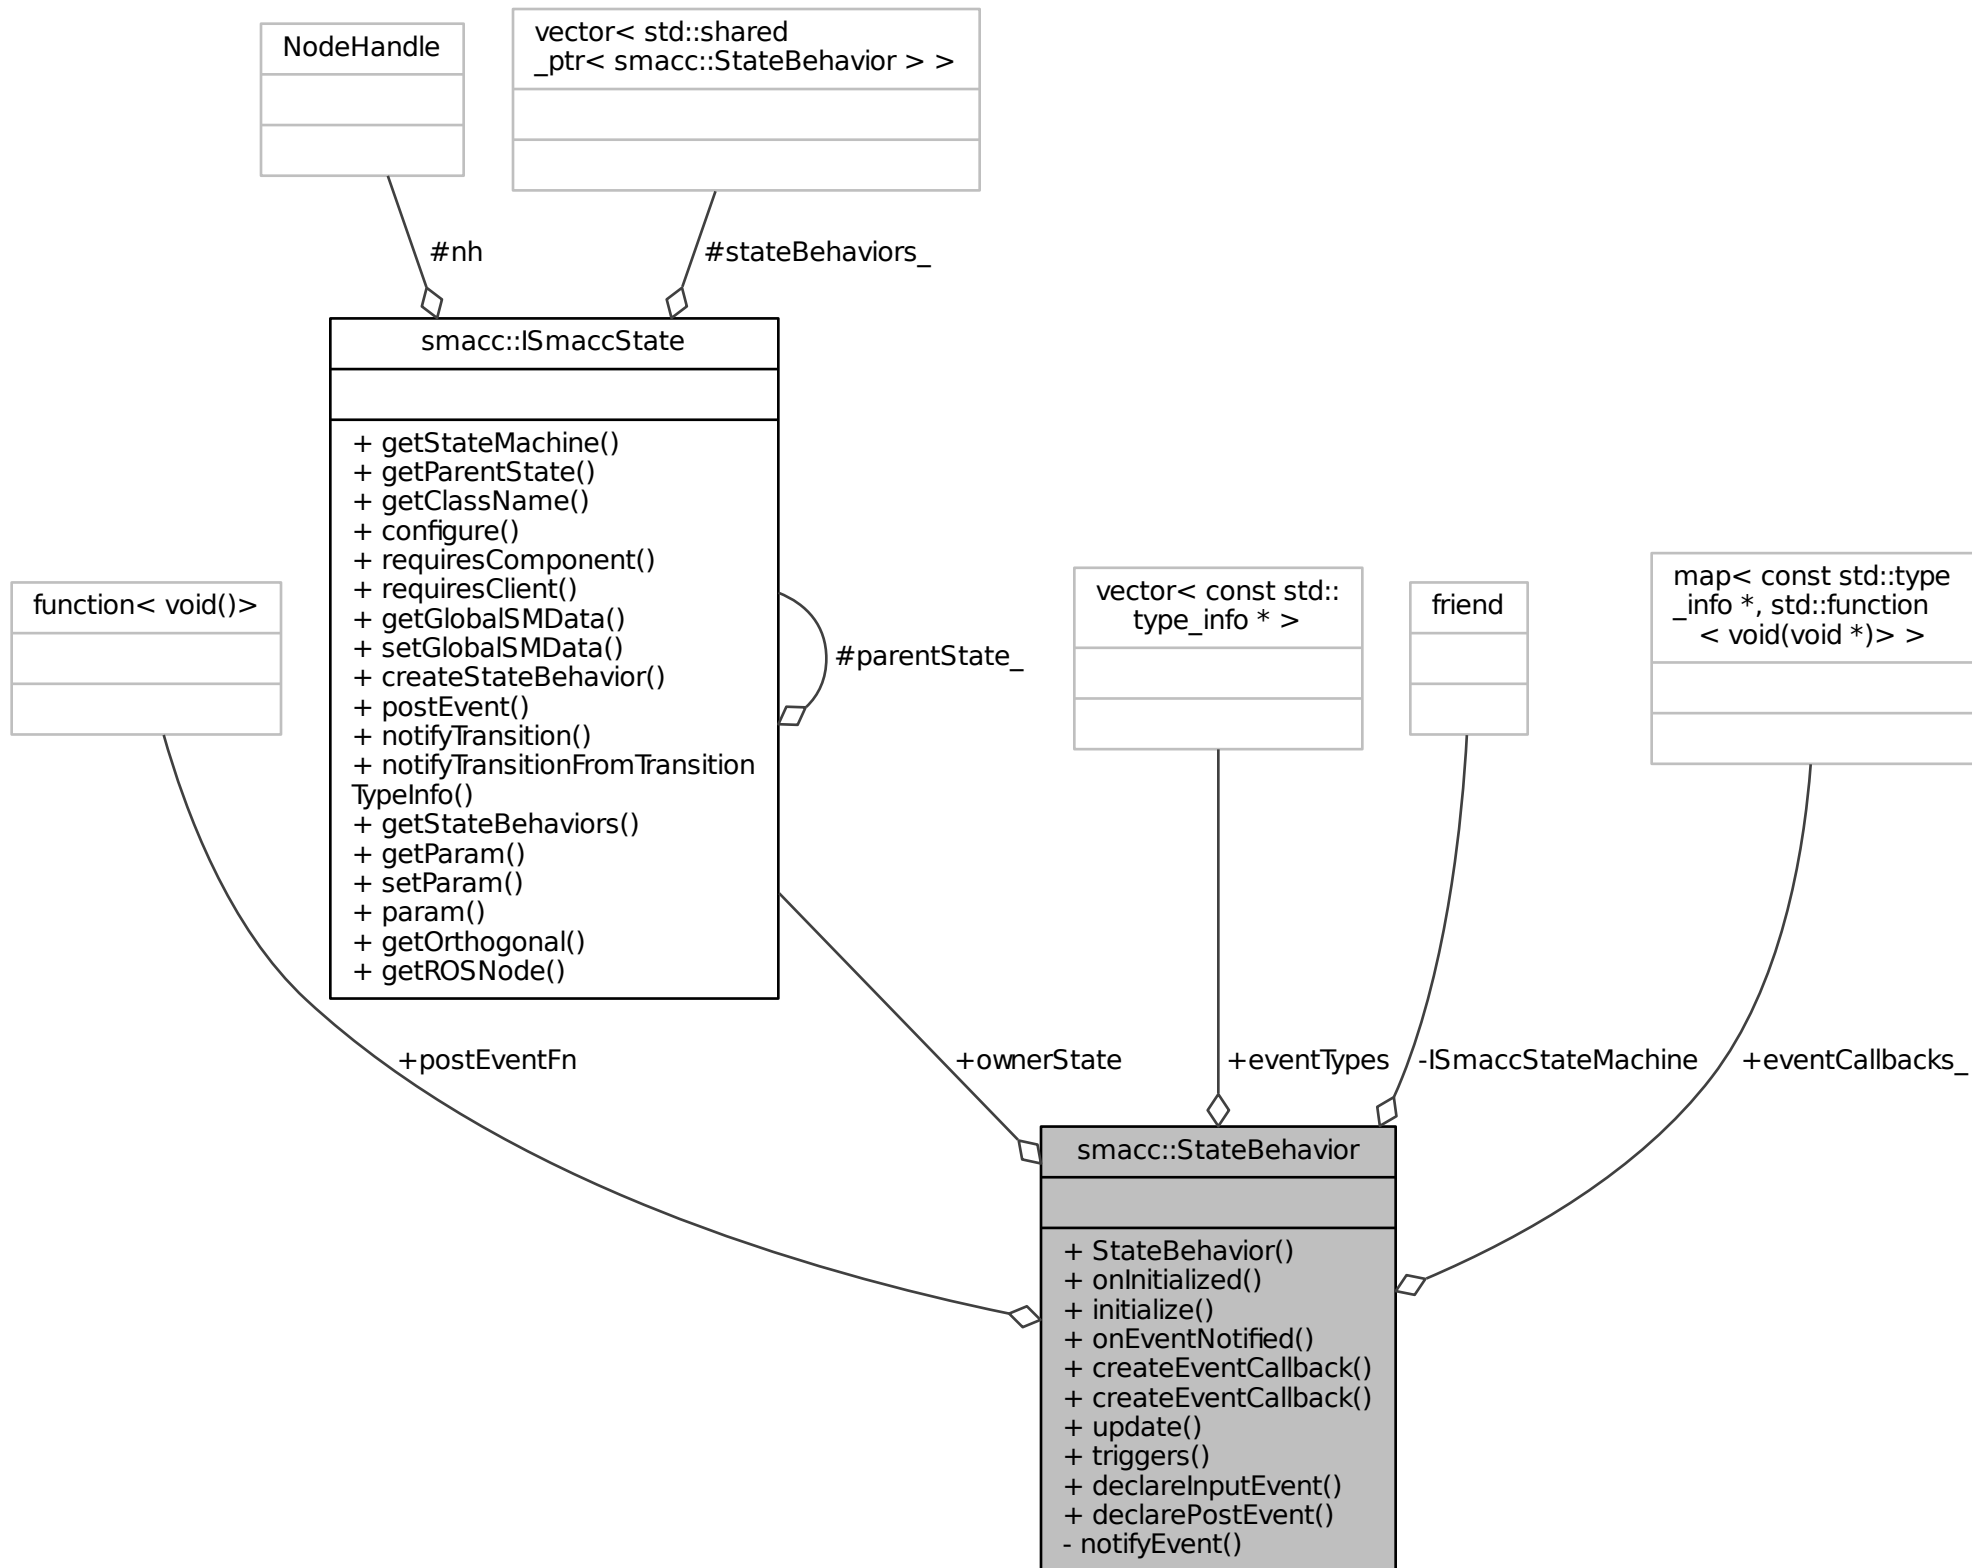 NodeHandle
vector< std::shared
_ptr< smacc::StateBehavior > >
#nh
#stateBehaviors_
smacc::ISmaccState
+ getStateMachine()
+ getParentState()
+ getClassName()
+ configure()
+ requiresComponent()
+ requiresClient()
+ getGlobalSMData()
+ setGlobalSMData()
+ createStateBehavior()
+ postEvent()
+ notifyTransition()
+ notifyTransitionFromTransition
TypeInfo()
+ getStateBehaviors()
+ getParam()
+ setParam()
+ param()
+ getOrthogonal()
+ getROSNode()
#parentState_
function< void()>
vector< const std::
type_info * >
friend
map< const std::type
_info *, std::function
< void(void *)> >
+postEventFn
+ownerState
+eventTypes
-ISmaccStateMachine
+eventCallbacks_
smacc::StateBehavior
+ StateBehavior()
+ onInitialized()
+ initialize()
+ onEventNotified()
+ createEventCallback()
+ createEventCallback()
+ update()
+ triggers()
+ declareInputEvent()
+ declarePostEvent()
- notifyEvent()